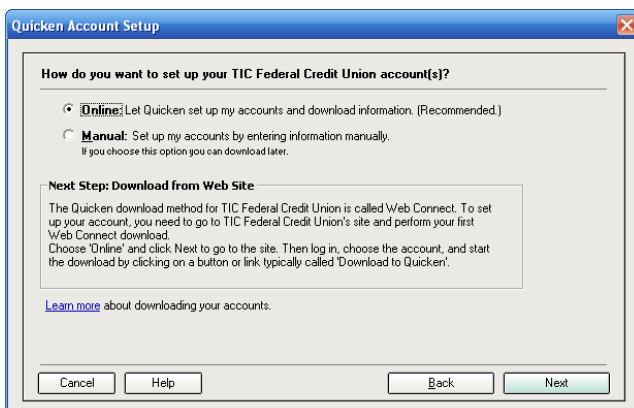 Quicken Account Setup
How do you want to set up your TIC Federal Credit Union account(s)?
Online: Let Quicken set up my accounts and download information. (Recommended.)
Manual: Set up my accounts by entering information manually.
If you choose this option you can download later.
Next Step: Download from Web Site
The Quicken download method for TIC Federal Credit Union is called Web Connect. To set
up your account, you need to go to TIC Federal Credit Union's site and perform your first
Web Connect download.
Choose 'Online' and click Next to go to the site. Then log in, choose the account, and start
the download by clicking on a button or link typically called 'Download to Quicken'.
Learn more about downloading your accounts.
Cancel Help Back Next